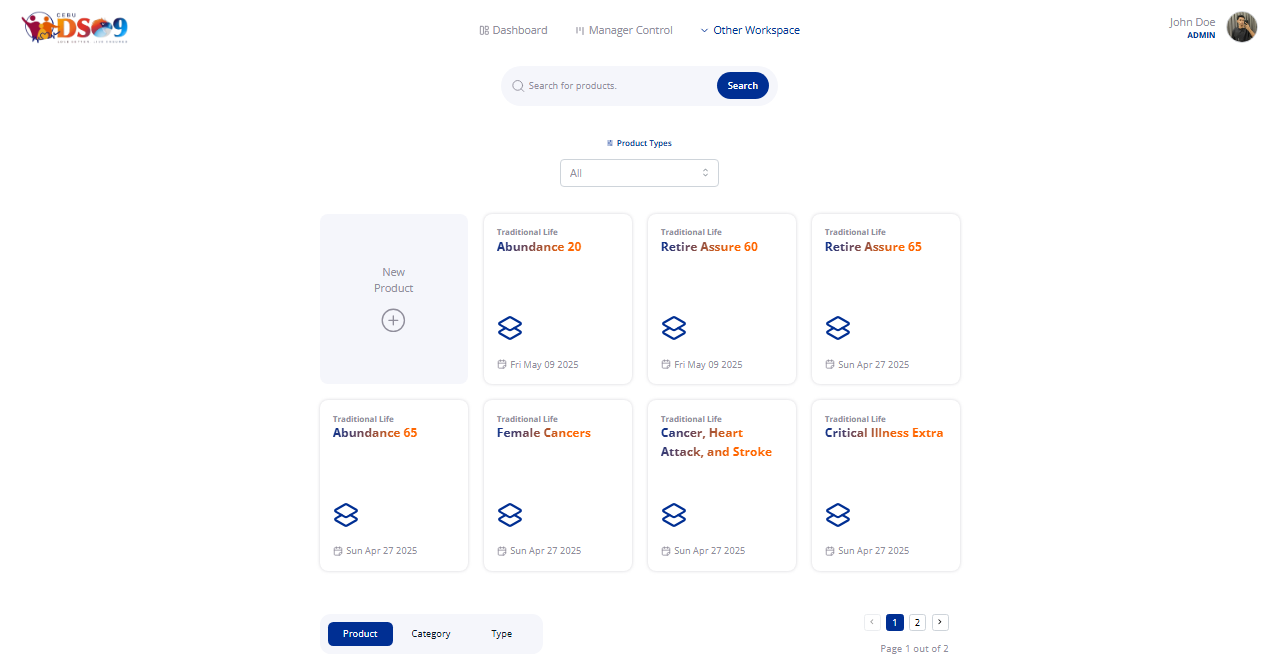 CEBU
DSO9
Dashboard
Manager Control
Other Workspace
John Doe
ADMIN
Search for products.
Search
Product Types
All
New
Product
Traditional Life
Abundance 20
Fri May 09 2025
Traditional Life
Retire Assure 60
Fri May 09 2025
Traditional Life
Retire Assure 65
Sun Apr 27 2025
Traditional Life
Abundance 65
Sun Apr 27 2025
Traditional Life
Female Cancers
Sun Apr 27 2025
Traditional Life
Cancer, Heart
Attack, and Stroke
Sun Apr 27 2025
Traditional Life
Critical Illness Extra
Sun Apr 27 2025
Product
Category
Type
1
2
Page 1 out of 2